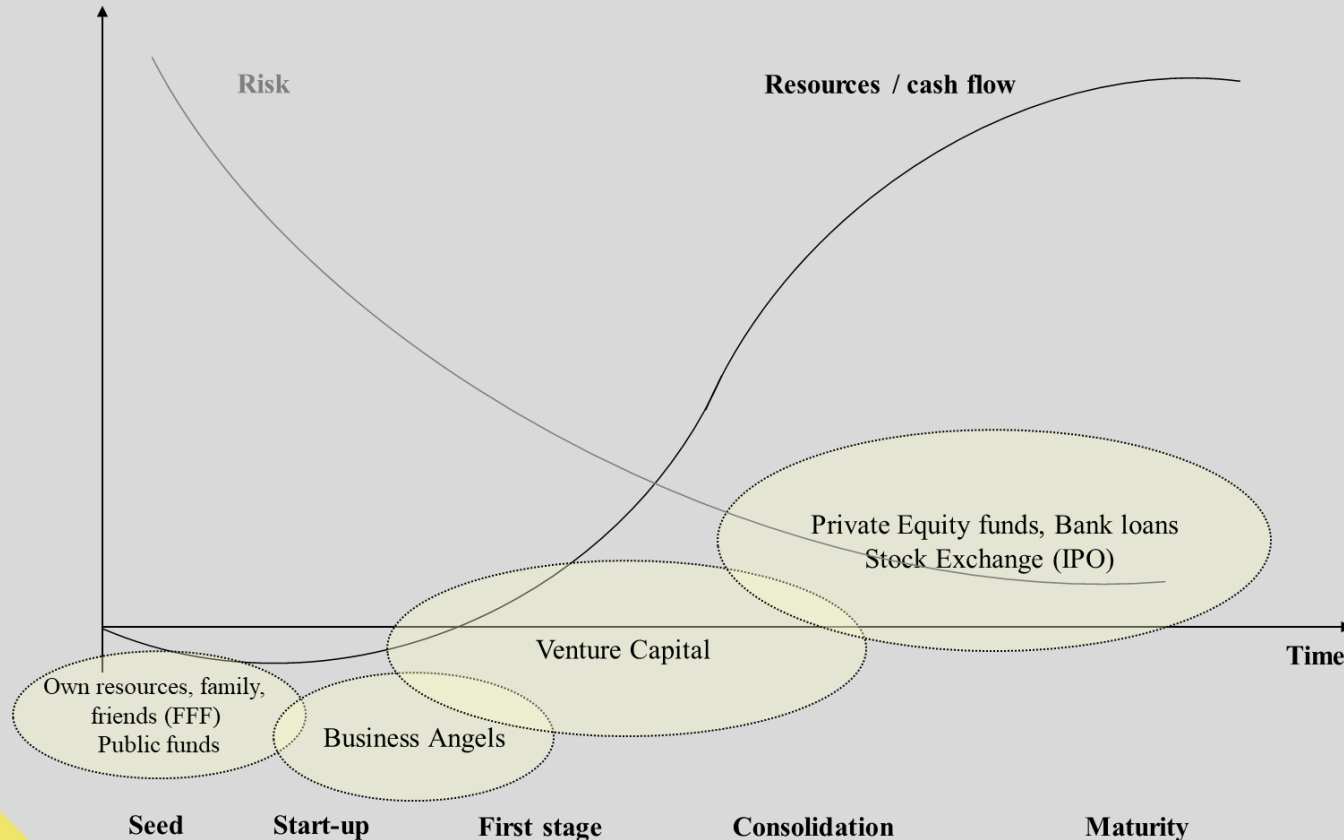 Risk
Resources / cash flow
Private Equity funds, Bank loans
Stock Exchange (IPO)
Time
Venture Capital
Own resources, family,
friends (FFF)
Public funds
Business Angels
Seed
Start-up
First stage
Consolidation
Maturity